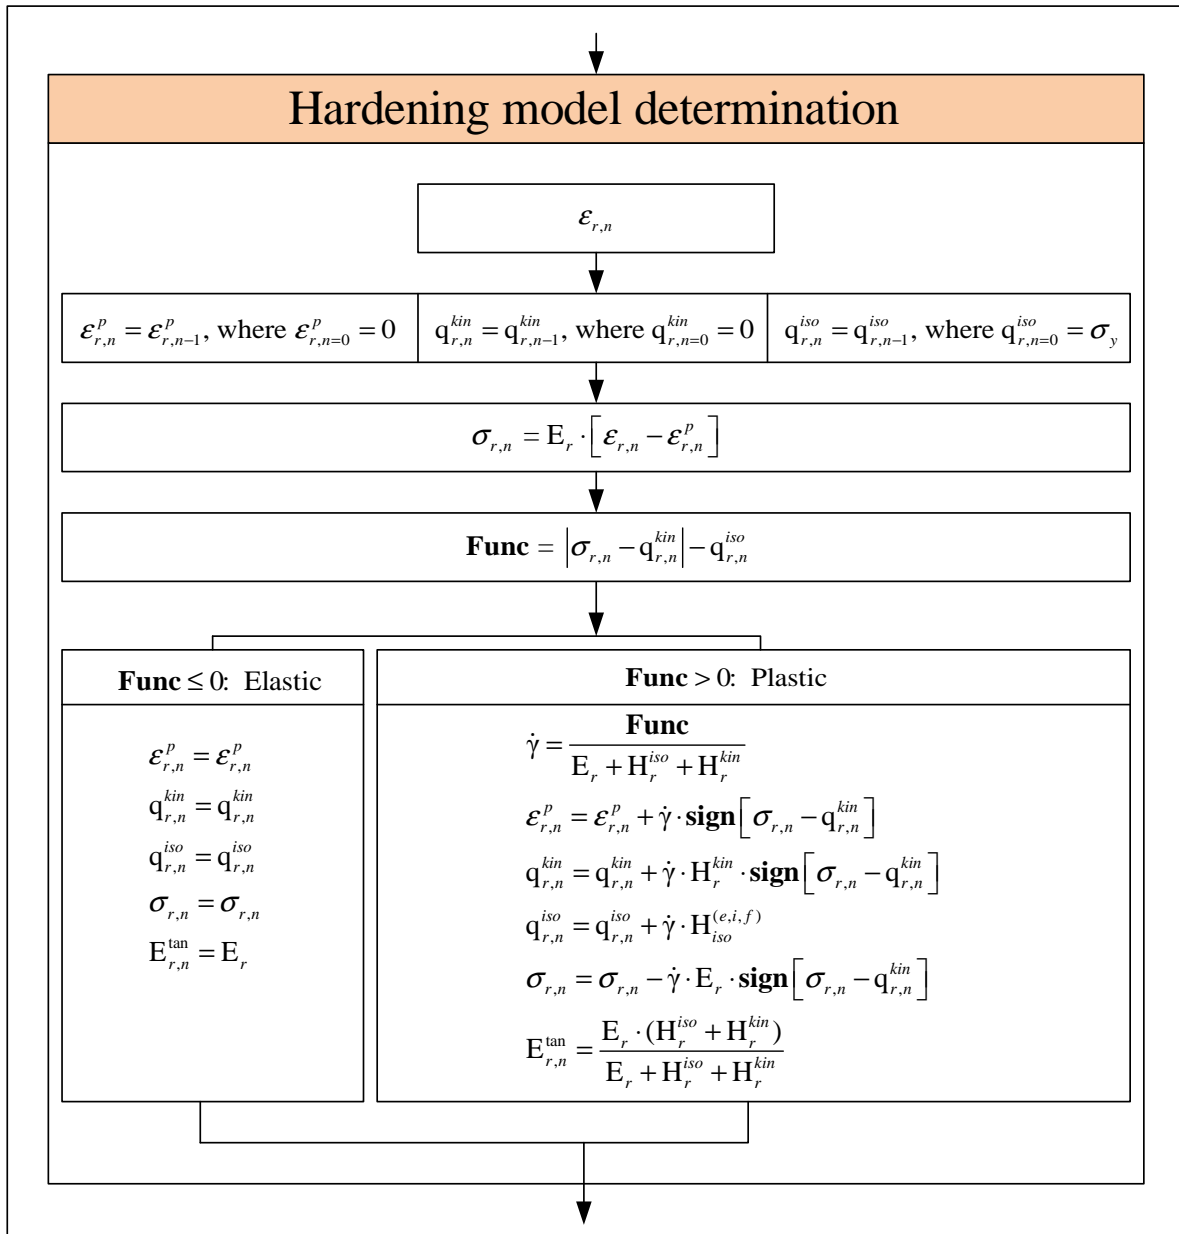 Hardening model determination
ε_{r,n}
ε^p_{r,n} = ε^p_{r,n−1}, where ε^p_{r,n=0} = 0
q^{kin}_{r,n} = q^{kin}_{r,n−1}, where q^{kin}_{r,n=0} = 0
q^{iso}_{r,n} = q^{iso}_{r,n−1}, where q^{iso}_{r,n=0} = σ_y
σ_{r,n} = E_r · [ε_{r,n} − ε^p_{r,n}]
Func = |σ_{r,n} − q^{kin}_{r,n}| − q^{iso}_{r,n}
Func ≤ 0: Elastic
ε^p_{r,n} = ε^p_{r,n}
q^{kin}_{r,n} = q^{kin}_{r,n}
q^{iso}_{r,n} = q^{iso}_{r,n}
σ_{r,n} = σ_{r,n}
E^{tan}_{r,n} = E_r
Func > 0: Plastic
γ̇ = Func / (E_r + H^{iso}_r + H^{kin}_r)
ε^p_{r,n} = ε^p_{r,n} + γ̇ · sign[σ_{r,n} − q^{kin}_{r,n}]
q^{kin}_{r,n} = q^{kin}_{r,n} + γ̇ · H^{kin}_r · sign[σ_{r,n} − q^{kin}_{r,n}]
q^{iso}_{r,n} = q^{iso}_{r,n} + γ̇ · H^{(e,i,f)}_{iso}
σ_{r,n} = σ_{r,n} − γ̇ · E_r · sign[σ_{r,n} − q^{kin}_{r,n}]
E^{tan}_{r,n} = E_r · (H^{iso}_r + H^{kin}_r) / (E_r + H^{iso}_r + H^{kin}_r)